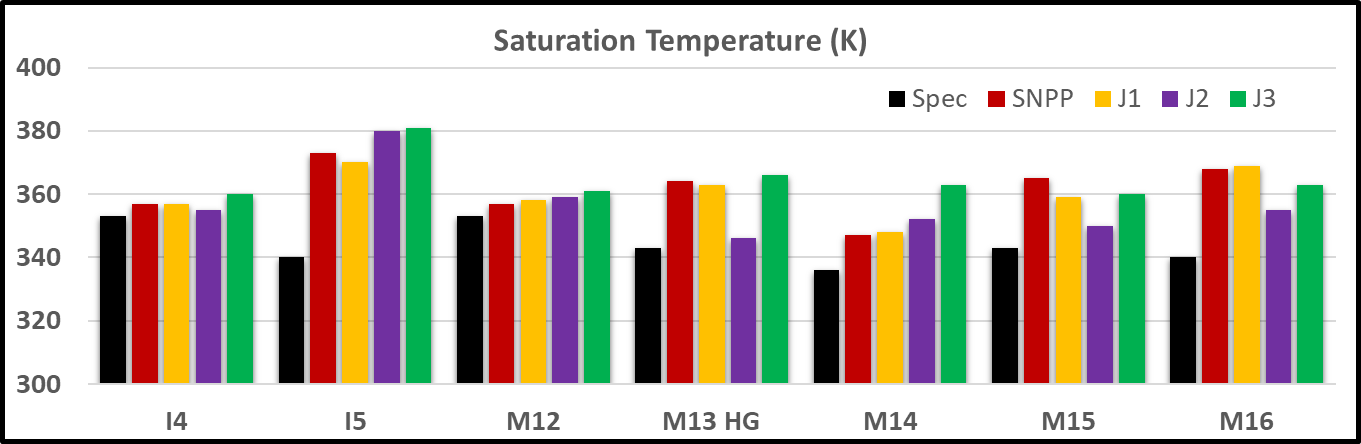 Saturation Temperature (K)
400
Spec SNPP J1 J2 J3
380
360
340
320
300
I4 I5 M12 M13 HG M14 M15 M16